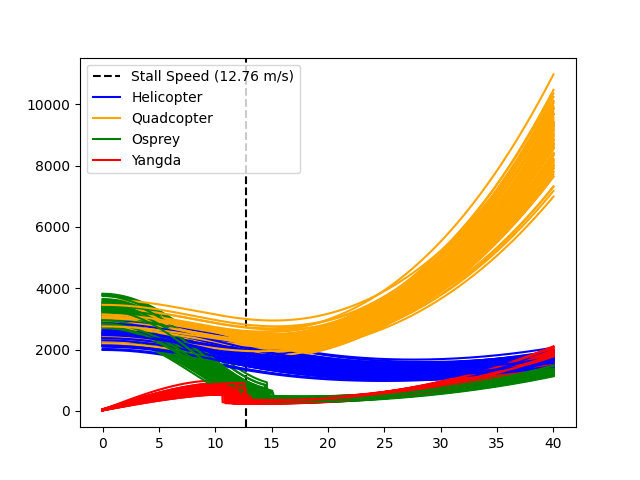 Stall Speed (12.76 m/s)
Helicopter
Quadcopter
Osprey
Yangda
10000
8000
6000
4000
2000
0
0 5 10 15 20 25 30 35 40